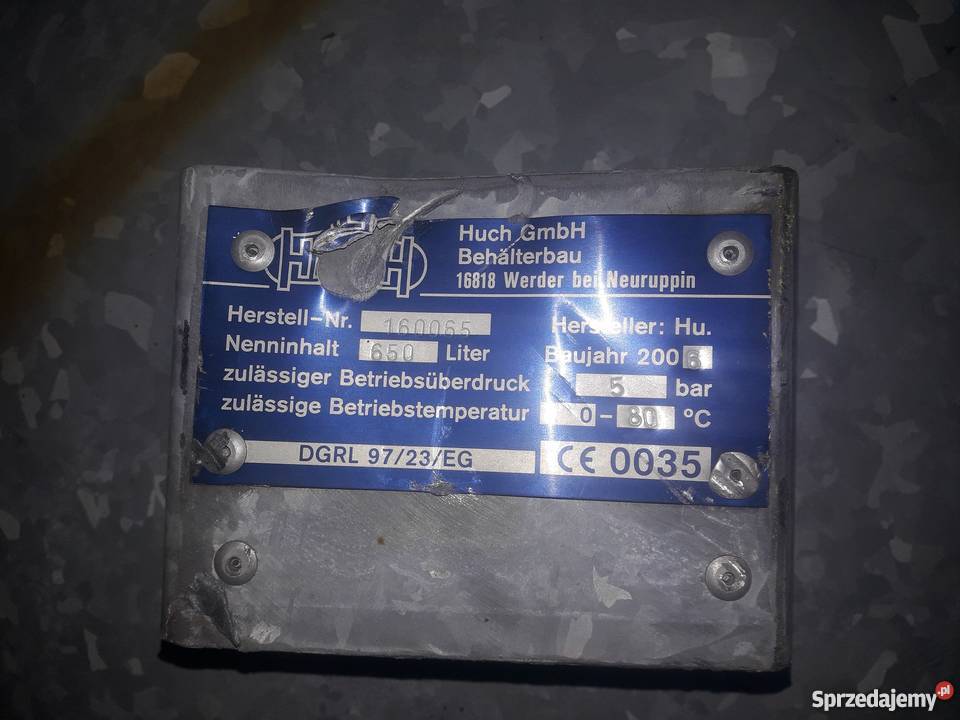 Huch GmbH
Behälterbau
16818 Werder bei Neuruppin
Herstell-Nr. 160065
Hersteller: Hu.
Nenninhalt 650 Liter
Baujahr 2006
zulässiger Betriebsüberdruck 5 bar
zulässige Betriebstemperatur 0 - 80 °C
DGRL 97/23/EG
CE 0035
Sprzedajemy.pl